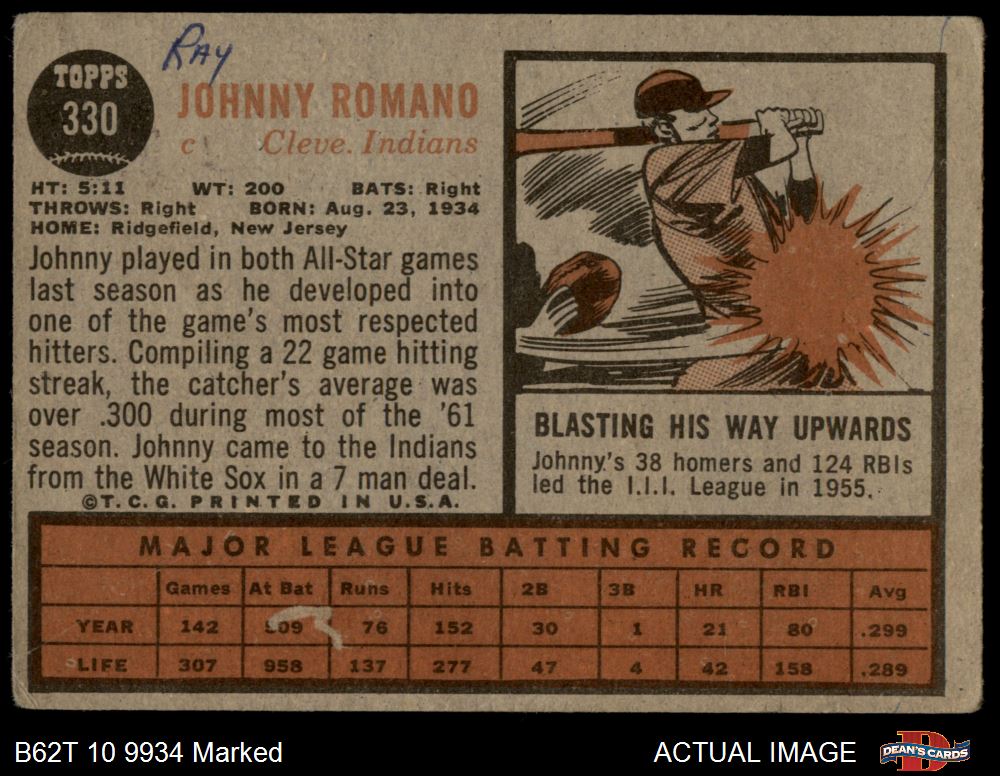 Ray
TOPPS
330
JOHNNY ROMANO
c Cleve. Indians
HT: 5:11 WT: 200 BATS: Right
THROWS: Right BORN: Aug. 23, 1934
HOME: Ridgefield, New Jersey
Johnny played in both All-Star games
last season as he developed into
one of the game's most respected
hitters. Compiling a 22 game hitting
streak, the catcher's average was
over .300 during most of the '61
season. Johnny came to the Indians
from the White Sox in a 7 man deal.
©T.C.G. PRINTED IN U.S.A.
BLASTING HIS WAY UPWARDS
Johnny's 38 homers and 124 RBIs
led the I.I.I. League in 1955.
MAJOR LEAGUE BATTING RECORD
Games At Bat Runs Hits 2B 3B HR RBI Avg
YEAR 142 509 76 152 30 1 21 80 .299
LIFE 307 958 137 277 47 4 42 158 .289
B62T 10 9934 Marked
ACTUAL IMAGE
D
DEAN'S CARDS